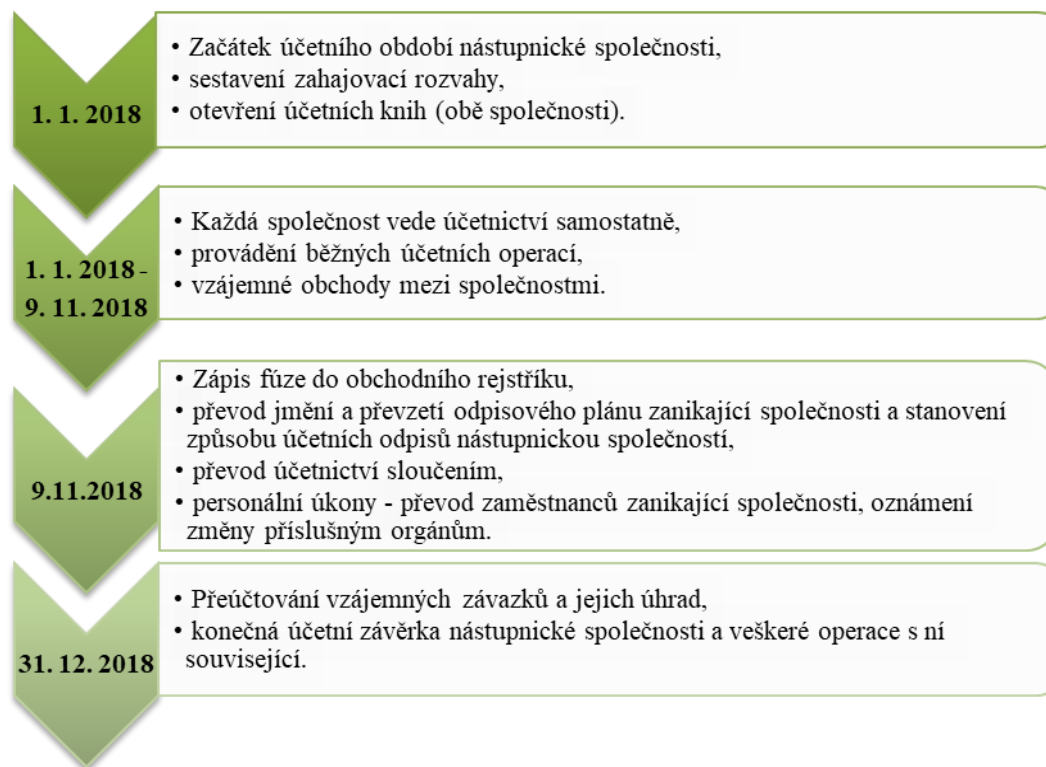 1. 1. 2018
• Začátek účetního období nástupnické společnosti,
• sestavení zahajovací rozvahy,
• otevření účetních knih (obě společnosti).
1. 1. 2018 -
9. 11. 2018
• Každá společnost vede účetnictví samostatně,
• provádění běžných účetních operací,
• vzájemné obchody mezi společnostmi.
9.11.2018
• Zápis fúze do obchodního rejstříku,
• převod jmění a převzetí odpisového plánu zanikající společnosti a stanovení
způsobu účetních odpisů nástupnickou společností,
• převod účetnictví sloučením,
• personální úkony - převod zaměstnanců zanikající společnosti, oznámení
změny příslušným orgánům.
31. 12. 2018
• Přeúčtování vzájemných závazků a jejich úhrad,
• konečná účetní závěrka nástupnické společnosti a veškeré operace s ní
související.